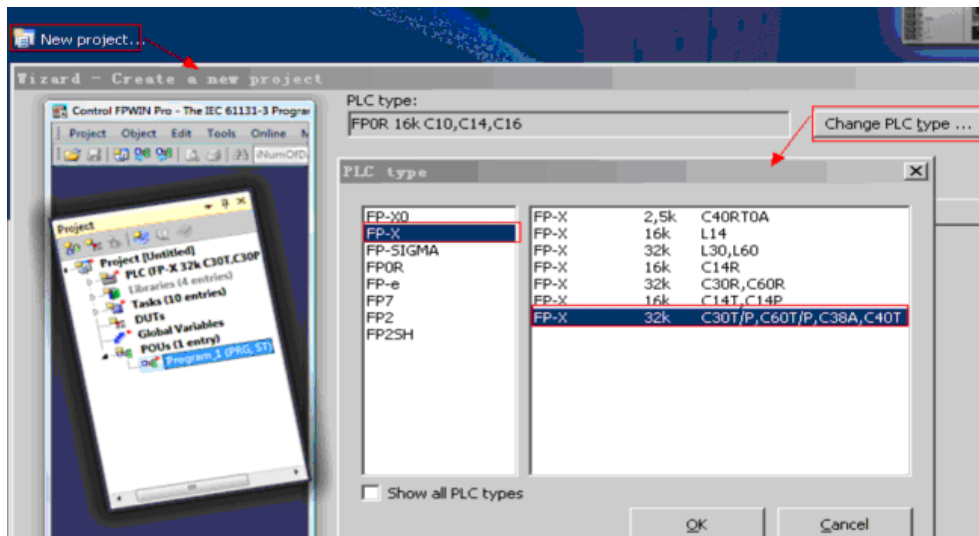 New project...
Wizard - Create a new project
Control FPWIN Pro - The IEC 61131-3 Progra
Project Object Edit Tools Online
Project
Project [Untitled]
PLC (FP-X 32k C30T,C30P
Libraries (4 entries)
Tasks (10 entries)
DUTs
Global Variables
POUs (1 entry)
Program_1 (PRG, ST)
PLC type:
FP0R 16k C10,C14,C16
Change PLC type ...
PLC type
FP-X0
FP-X
FP-SIGMA
FP0R
FP-e
FP7
FP2
FP2SH
FP-X 2,5k C40RT0A
FP-X 16k L14
FP-X 32k L30,L60
FP-X 16k C14R
FP-X 32k C30R,C60R
FP-X 16k C14T,C14P
FP-X 32k C30T/P,C60T/P,C38A,C40T
Show all PLC types
OK Cancel